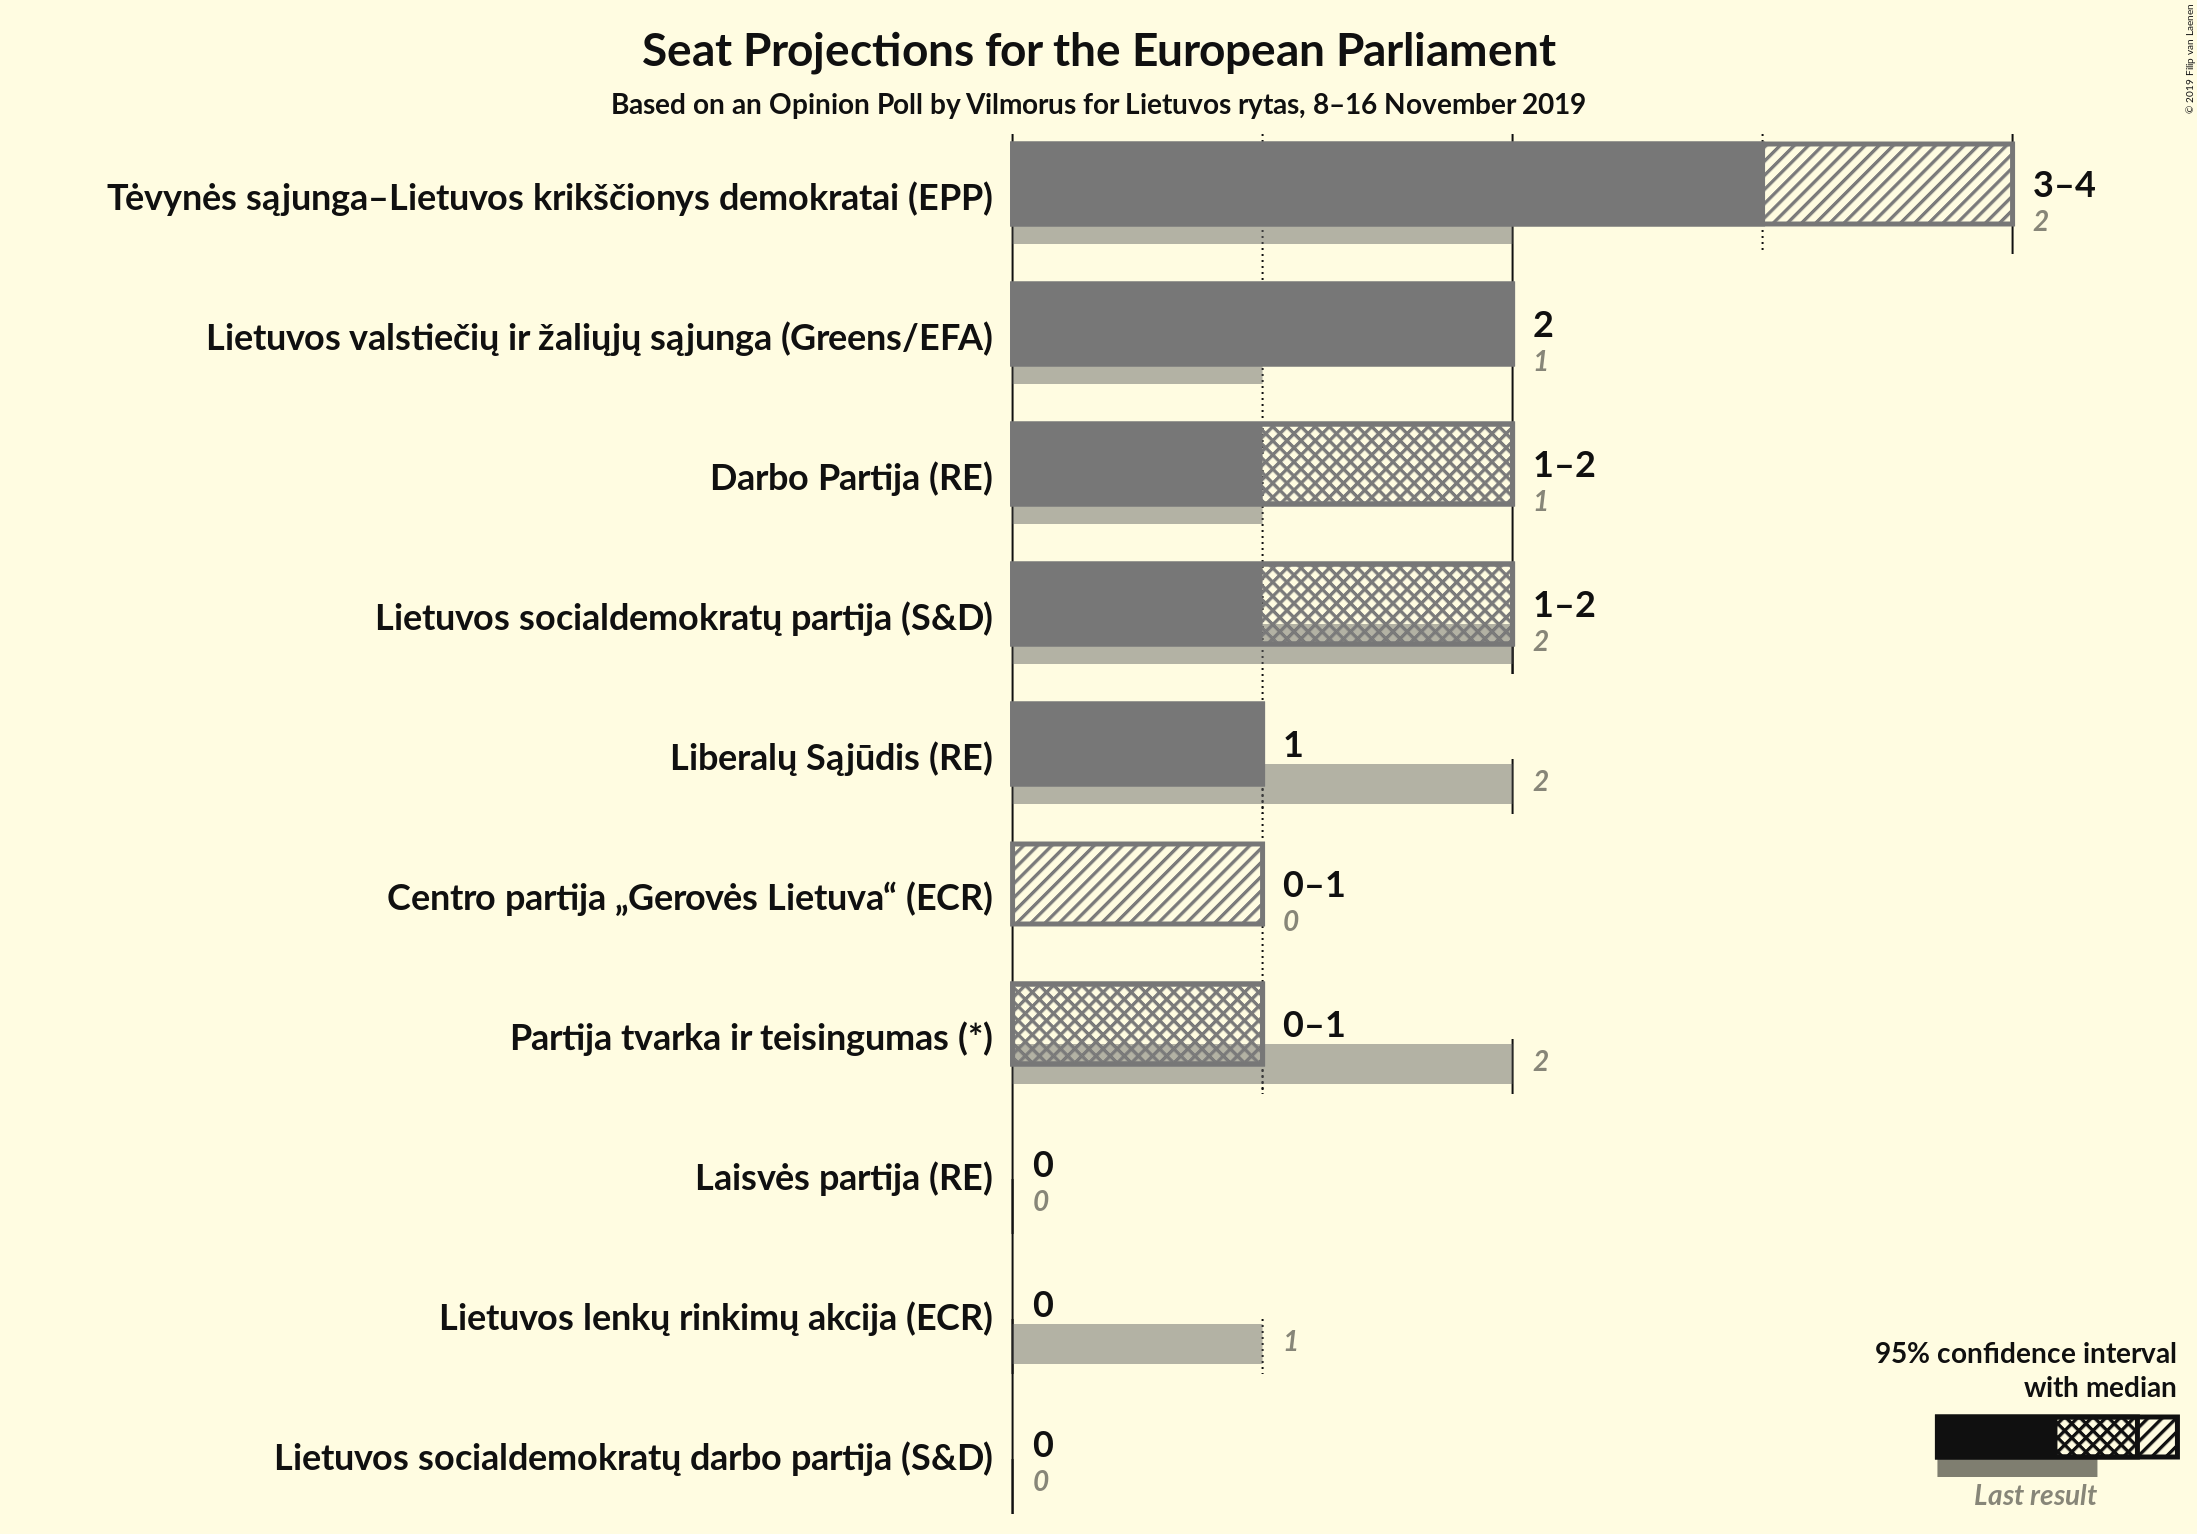 Seat Projections for the European Parliament
Based on an Opinion Poll by Vilmorus for Lietuvos rytas, 8–16 November 2019
© 2019 Filip van Laenen
Tėvynės sąjunga–Lietuvos krikščionys demokratai (EPP)
3–4
2
Lietuvos valstiečių ir žaliųjų sąjunga (Greens/EFA)
2
1
Darbo Partija (RE)
1–2
1
Lietuvos socialdemokratų partija (S&D)
1–2
2
Liberalų Sąjūdis (RE)
1
2
Centro partija „Gerovės Lietuva“ (ECR)
0–1
0
Partija tvarka ir teisingumas (*)
0–1
2
Laisvės partija (RE)
0
0
Lietuvos lenkų rinkimų akcija (ECR)
0
1
Lietuvos socialdemokratų darbo partija (S&D)
0
0
95% confidence interval
with median
Last result